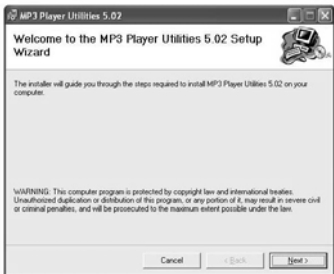 MP3 Player Utilities 5.02
Welcome to the MP3 Player Utilities 5.02 Setup
Wizard
The installer will guide you through the steps required to install MP3 Player Utilities 5.02 on your
computer.
WARNING: This computer program is protected by copyright law and international treaties.
Unauthorized duplication or distribution of this program, or any portion of it, may result in severe civil
or criminal penalties, and will be prosecuted to the maximum extent possible under the law.
Cancel
< Back
Next >